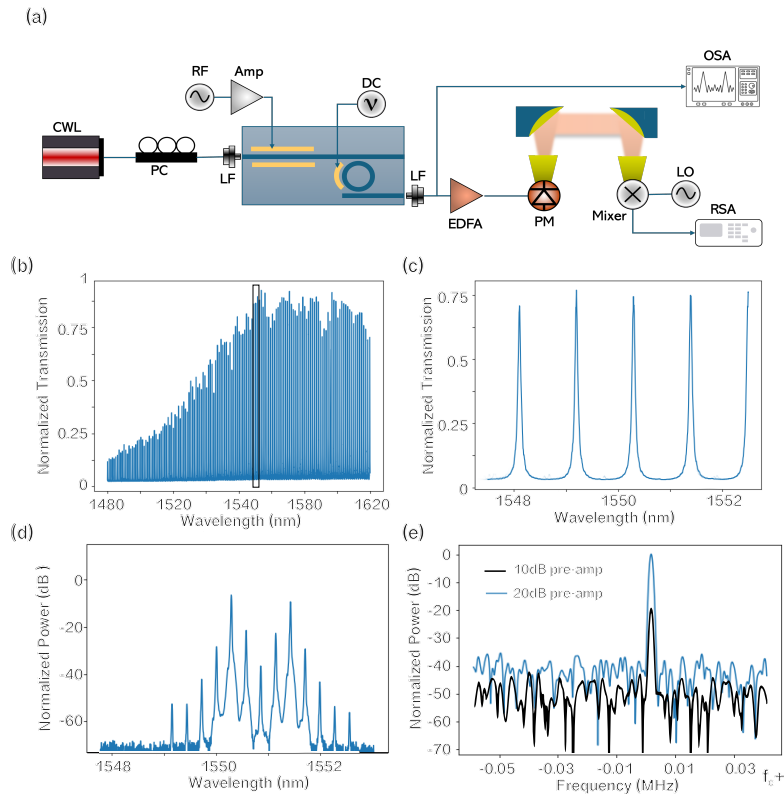 (a)
OSA
RF
Amp
DC
V
CWL
PC
LF
LF
EDFA
PM
Mixer
LO
RSA
(b)
1
0.75
0.5
0.25
0
Normalized Transmission
1480
1520
1540
1580
1620
Wavelength (nm)
(c)
0.75
0.5
0
Normalized Transmission
1548
1550
1552
Wavelength (nm)
(d)
0
-20
-40
-60
Normalized Power (dB)
1548
1550
1552
Wavelength (nm)
(e)
10dB pre-amp
20dB pre-amp
0
-10
-20
-30
-40
-50
-60
-70
Normalized Power (dB)
-0.05
-0.03
-0.01
0.01
0.03
f_c+
Frequency (MHz)